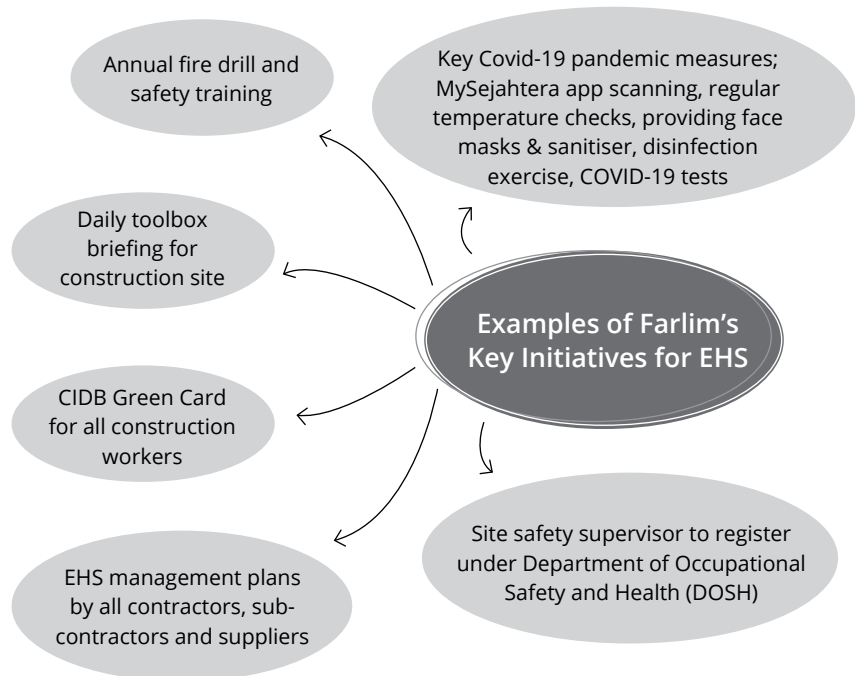 Annual fire drill and
safety training
Key Covid-19 pandemic measures;
MySejahtera app scanning, regular
temperature checks, providing face
masks & sanitiser, disinfection
exercise, COVID-19 tests
Daily toolbox
briefing for
construction site
Examples of Farlim’s
Key Initiatives for EHS
CIDB Green Card
for all construction
workers
Site safety supervisor to register
under Department of Occupational
Safety and Health (DOSH)
EHS management plans
by all contractors, sub-
contractors and suppliers